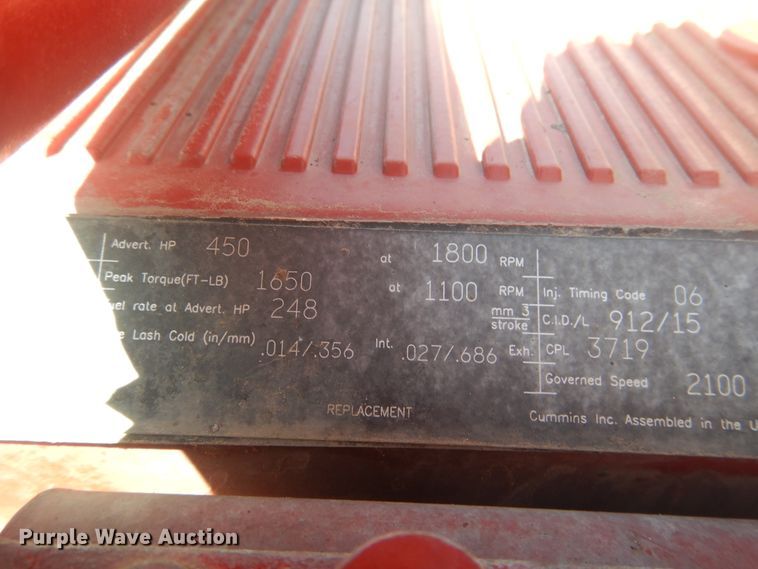 Advert. HP 450 at 1800 RPM
Peak Torque(FT-LB) 1650 at 1100 RPM Inj. Timing Code 06
rate at Advert. HP 248 mm 3 stroke C.I.D./L 912/15
Lash Cold (in/mm) .014/.356 Int. .027/.686 Exh. CPL 3719
Governed Speed 2100
REPLACEMENT
Cummins Inc. Assembled in the U
Purple Wave Auction